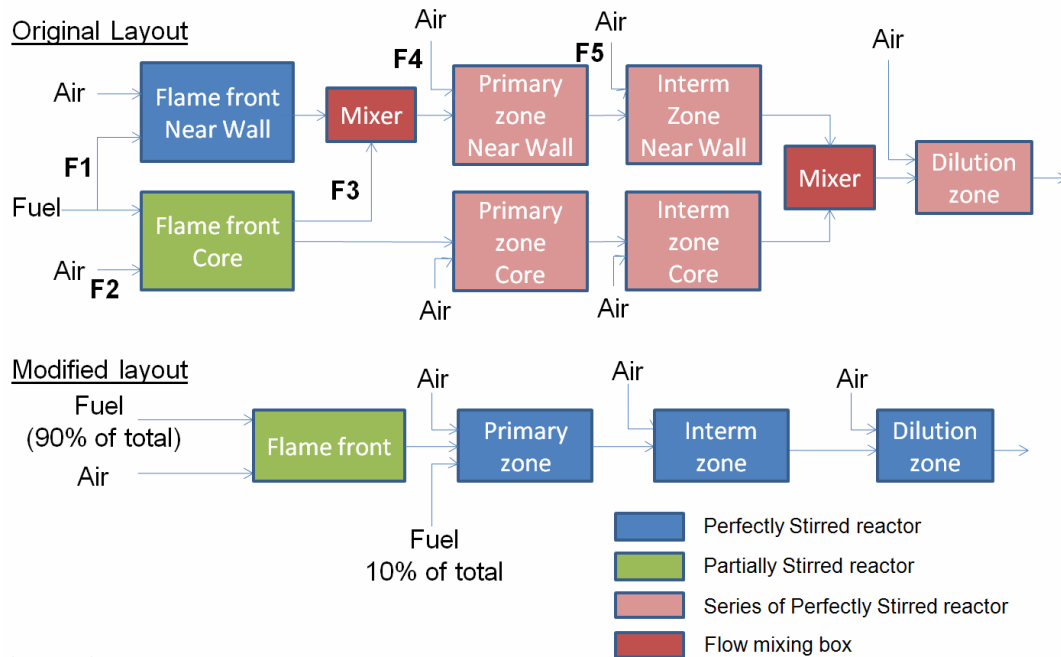 Original Layout
Air
Air
Air
F4
F5
Air
Flame front
Near Wall
Mixer
Primary
zone
Near Wall
Interm
Zone
Near Wall
F1
F3
Mixer
Dilution
zone
Fuel
Flame front
Core
Primary
zone
Core
Interm
zone
Core
Air
F2
Air
Air
Modified layout
Fuel
(90% of total)
Air
Air
Air
Air
Flame front
Primary
zone
Interm
zone
Dilution
zone
Fuel
10% of total
Perfectly Stirred reactor
Partially Stirred reactor
Series of Perfectly Stirred reactor
Flow mixing box